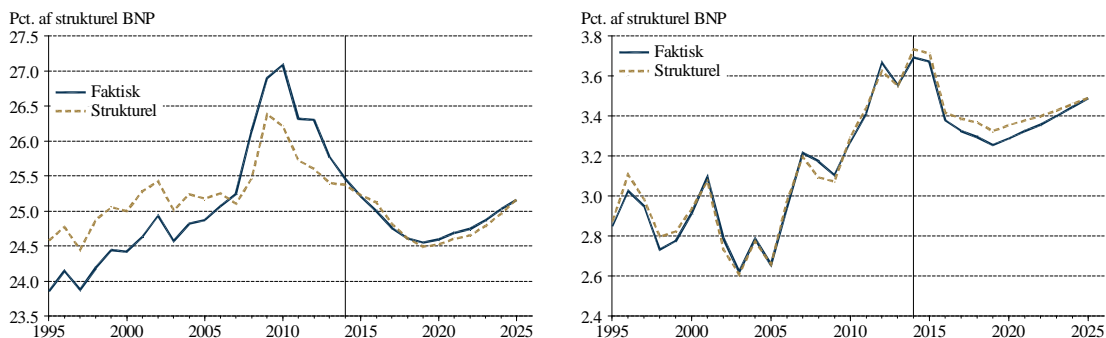 Pct. af strukturel BNP
27.5
27.0
26.5
26.0
25.5
25.0
24.5
24.0
23.5
Faktisk
Strukturel
1995 2000 2005 2010 2015 2020 2025
Pct. af strukturel BNP
3.8
3.6
3.4
3.2
3.0
2.8
2.6
2.4
Faktisk
Strukturel
1995 2000 2005 2010 2015 2020 2025